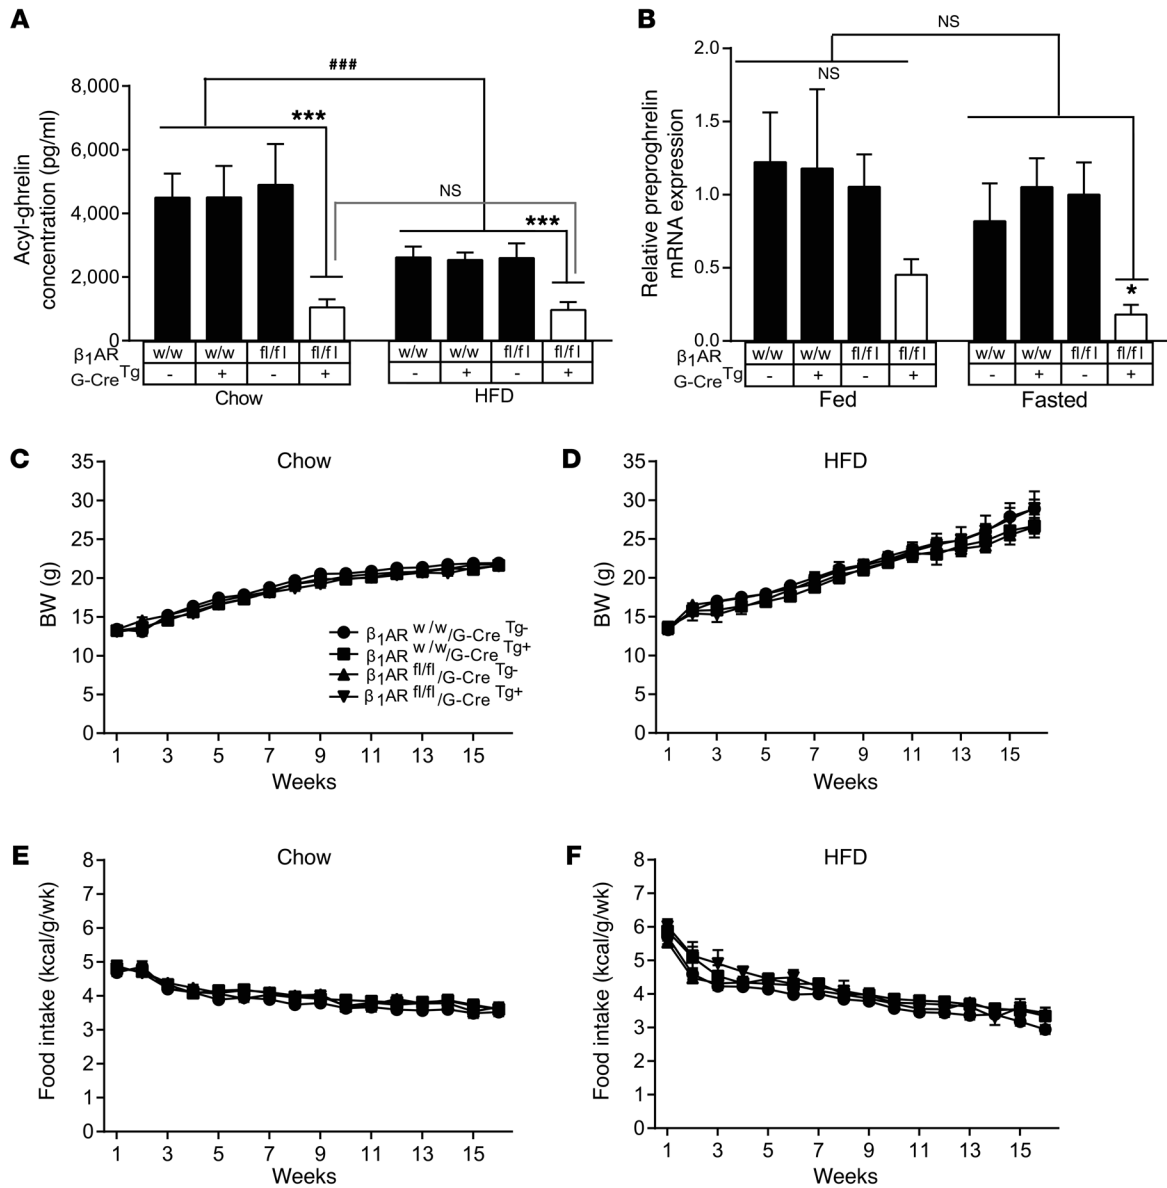 A
Acyl-ghrelin
concentration (pg/ml)
8,000
6,000
4,000
2,000
0
###
***
NS
***
β1AR w/w w/w fl/fl fl/fl w/w w/w fl/fl fl/fl
G-Cre Tg - + - + - + - +
Chow HFD
B
Relative preproghrelin
mRNA expression
2.0
1.5
1.0
0.5
0.0
NS
NS
*
β1AR w/w w/w fl/fl fl/fl w/w w/w fl/fl fl/fl
G-Cre Tg - + - + - + - +
Fed Fasted
C
Chow
BW (g)
35
30
25
20
15
10
5
0
β1AR w/w/G-Cre Tg-
β1AR w/w/G-Cre Tg+
β1AR fl/fl/G-Cre Tg-
β1AR fl/fl/G-Cre Tg+
1 3 5 7 9 11 13 15
Weeks
D
HFD
BW (g)
35
30
25
20
15
10
5
0
1 3 5 7 9 11 13 15
Weeks
E
Chow
Food intake (kcal/g/wk)
8
7
6
5
4
3
2
1
0
1 3 5 7 9 11 13 15
Weeks
F
HFD
Food intake (kcal/g/wk)
8
7
6
5
4
3
2
1
0
1 3 5 7 9 11 13 15
Weeks